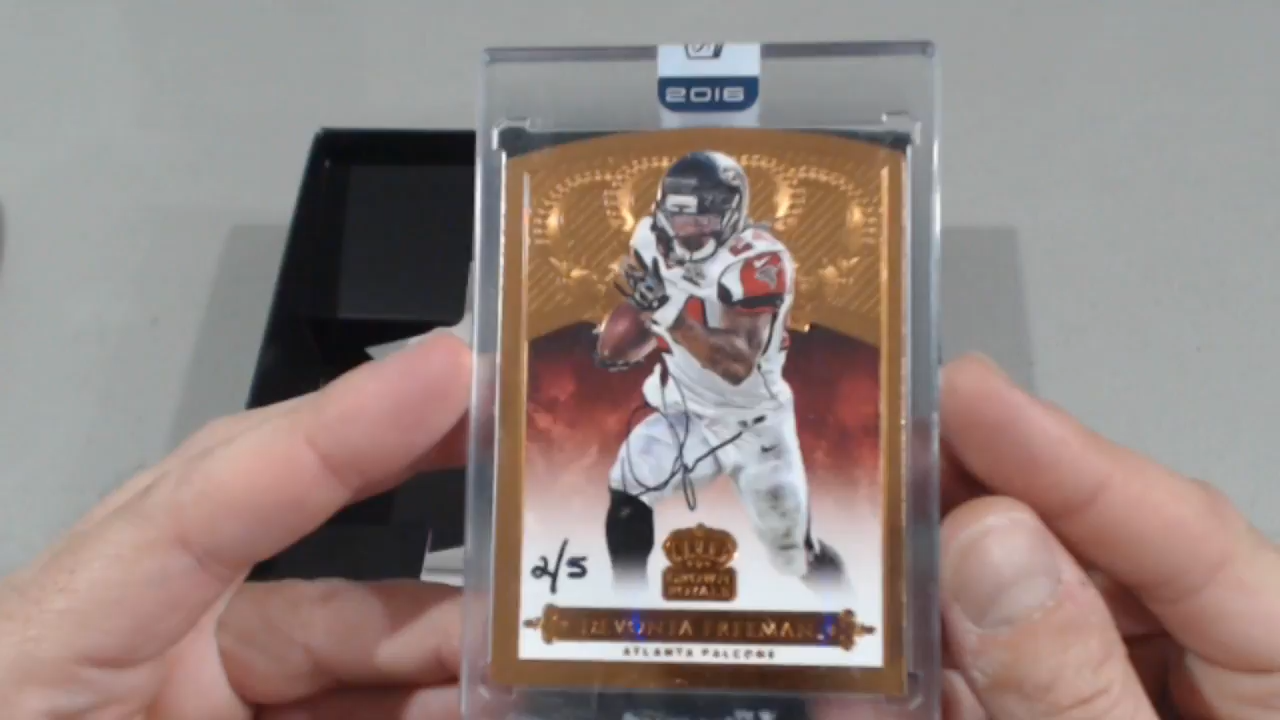 2016
2/5
CROWN
ROYALE
DEVONTA FREEMAN
ATLANTA FALCONS